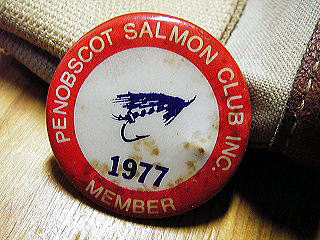 PENOBSCOT SALMON CLUB INC.
1977
MEMBER